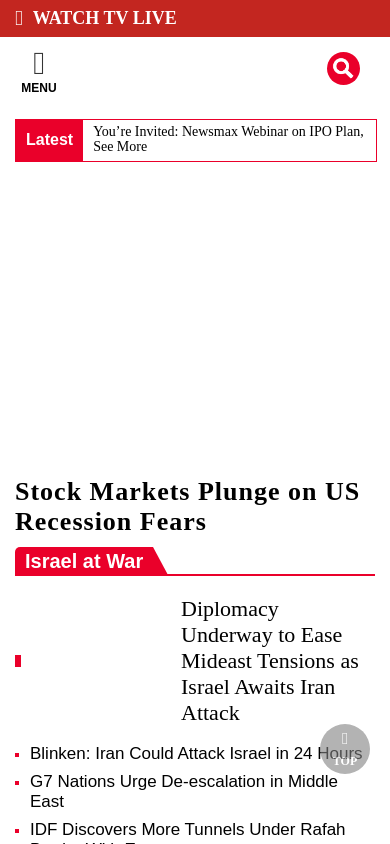 WATCH TV LIVE
MENU
Latest
You’re Invited: Newsmax Webinar on IPO Plan,
See More
Stock Markets Plunge on US
Recession Fears
Israel at War
Diplomacy
Underway to Ease
Mideast Tensions as
Israel Awaits Iran
Attack
Blinken: Iran Could Attack Israel in 24 Hours
TOP
G7 Nations Urge De-escalation in Middle
East
IDF Discovers More Tunnels Under Rafah